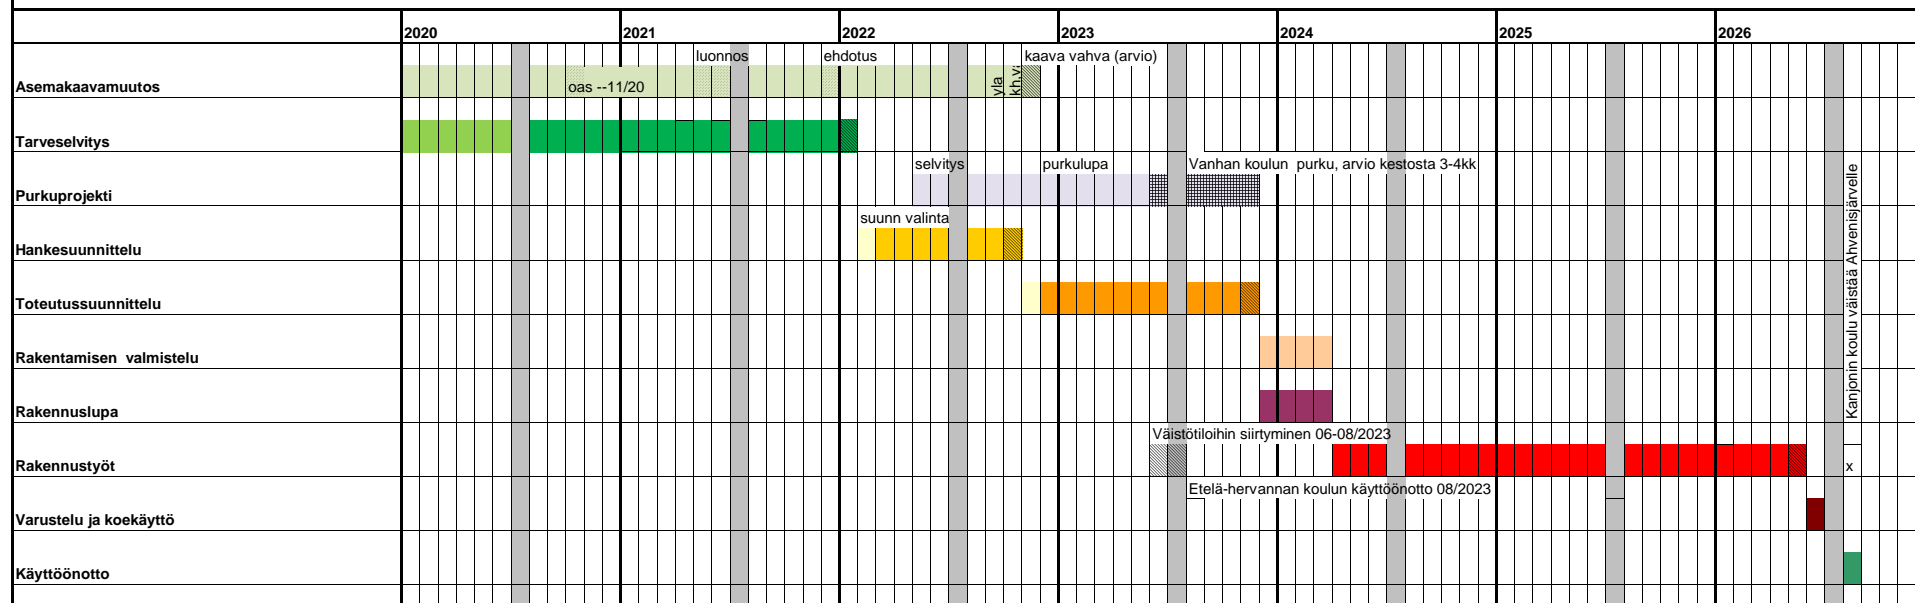 2020 2021 2022 2023 2024 2025 2026
luonnos ehdotus kaava vahva (arvio)
Asemakaavamuutos oas --11/20 yla kh.va
Tarveselvitys
selvitys purkulupa Vanhan koulun purku, arvio kestosta 3-4kk
Purkuprojekti
suunn valinta
Hankesuunnittelu
Toteutussuunnittelu
Rakentamisen valmistelu
Rakennuslupa
Kanjonin koulu väistää Ahvenisjärvelle
Väistötiloihin siirtyminen 06-08/2023
Rakennustyöt x
Etelä-hervannan koulun käyttöönotto 08/2023
Varustelu ja koekäyttö
Käyttöönotto